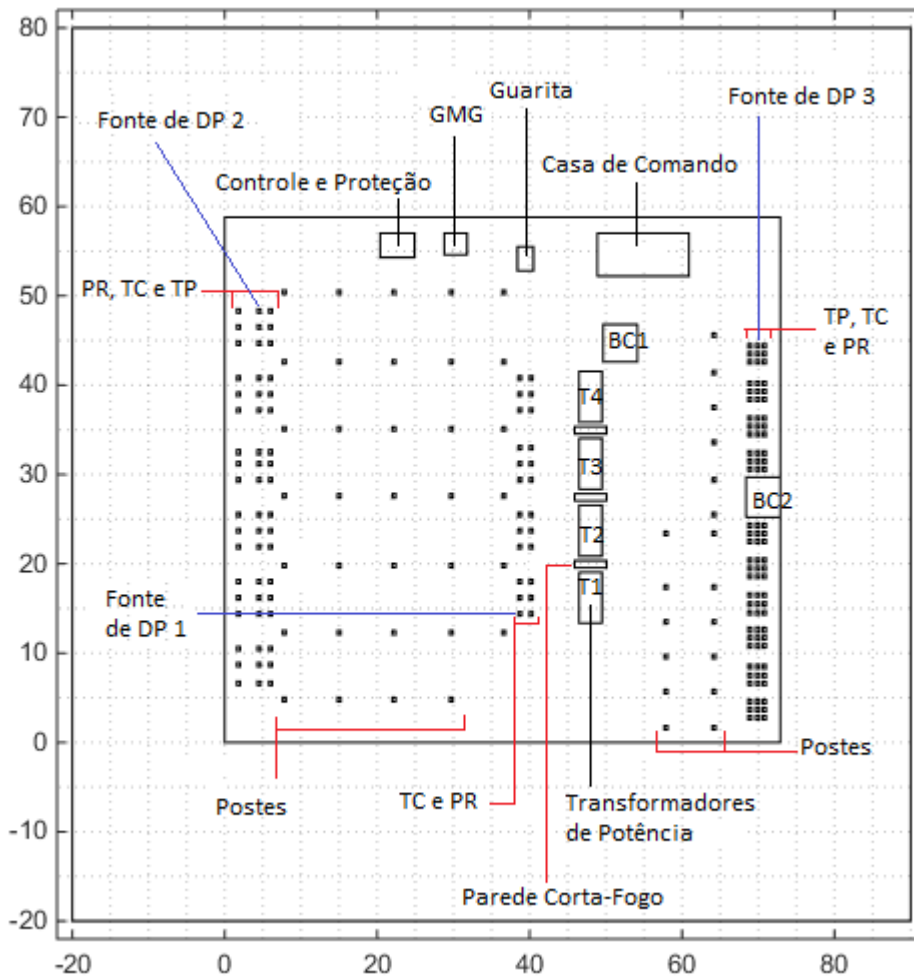 80
70
60
50
40
30
20
10
0
-10
-20
-20
0
20
40
60
80
Guarita
GMG
Fonte de DP 3
Fonte de DP 2
Casa de Comando
Controle e Proteção
PR, TC e TP
TP, TC
e PR
BC1
T4
T3
BC2
T2
T1
Fonte
de DP 1
Postes
Postes
TC e PR
Transformadores
de Potência
Parede Corta-Fogo